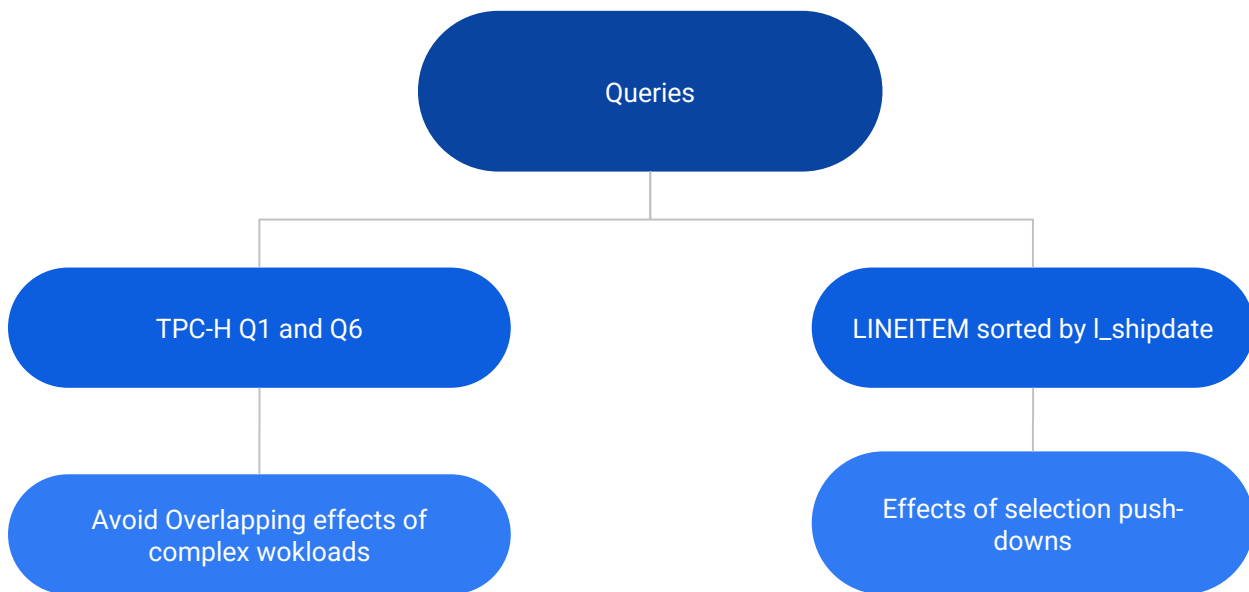 Queries
TPC-H Q1 and Q6
LINEITEM sorted by l_shipdate
Avoid Overlapping effects of
complex wokloads
Effects of selection push-
downs